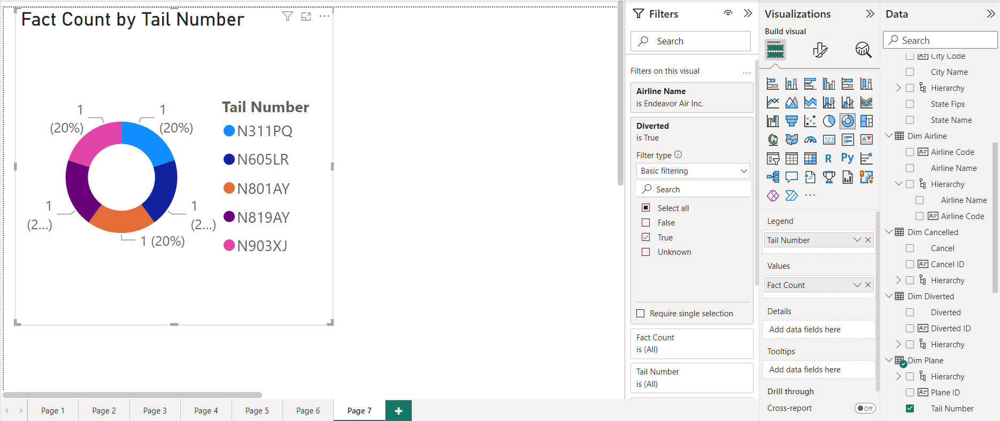 Fact Count by Tail Number
1
(20%)
1
(20%)
1
(2...)
1
(2...)
1 (20%)
Tail Number
N311PQ
N605LR
N801AY
N819AY
N903XJ
Page 1
Page 2
Page 3
Page 4
Page 5
Page 6
Page 7
+
Filters
Search
Filters on this visual
...
Airline Name
is Endeavor Air Inc.
Diverted
is True
Filter type
Basic filtering
Search
Select all
False
True
Unknown
Require single selection
Fact Count
is (All)
Tail Number
is (All)
Visualizations
Build visual
123
R
Py
...
Legend
Tail Number
Values
Fact Count
Details
Add data fields here
Tooltips
Add data fields here
Drill through
Cross-report
Off
Data
Search
City Code
City Name
Hierarchy
State Fips
State Name
Dim Airline
Airline Code
Airline Name
Hierarchy
Airline Name
Airline Code
Dim Cancelled
Cancel
Cancel ID
Hierarchy
Dim Diverted
Diverted
Diverted ID
Hierarchy
Dim Plane
Hierarchy
Plane ID
Tail Number